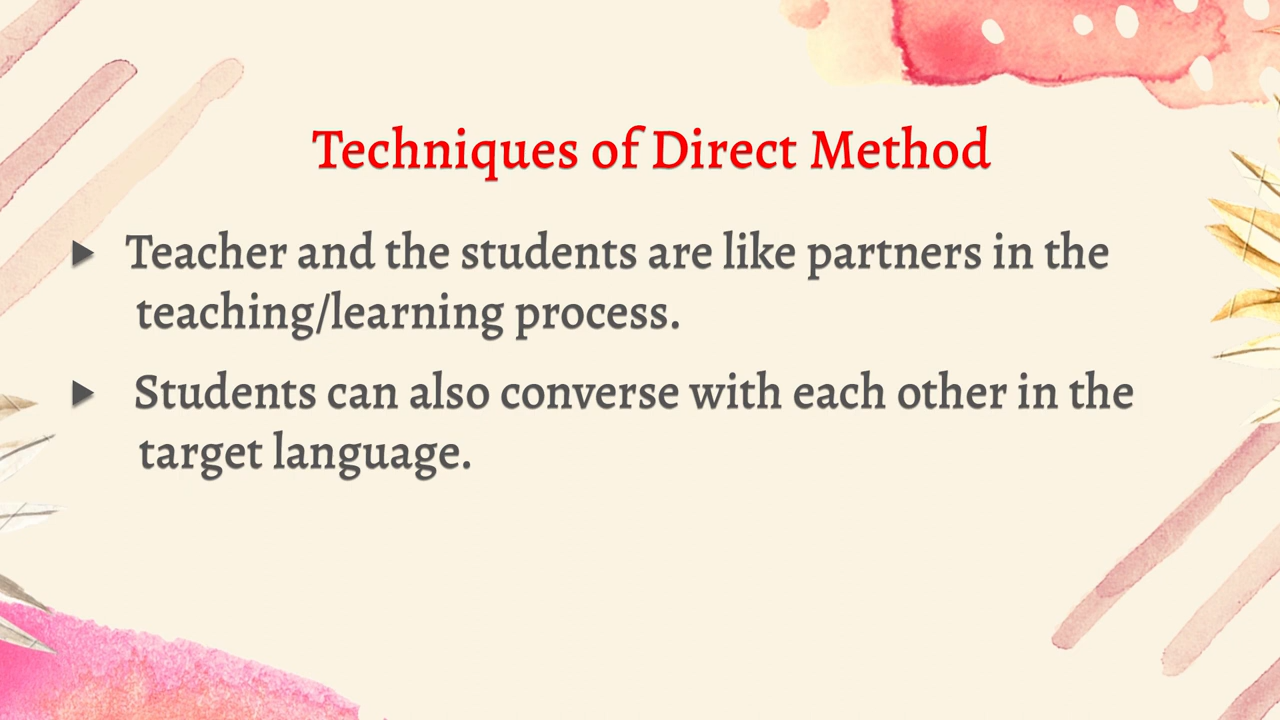 Techniques of Direct Method
▶ Teacher and the students are like partners in the
teaching/learning process.
▶ Students can also converse with each other in the
target language.